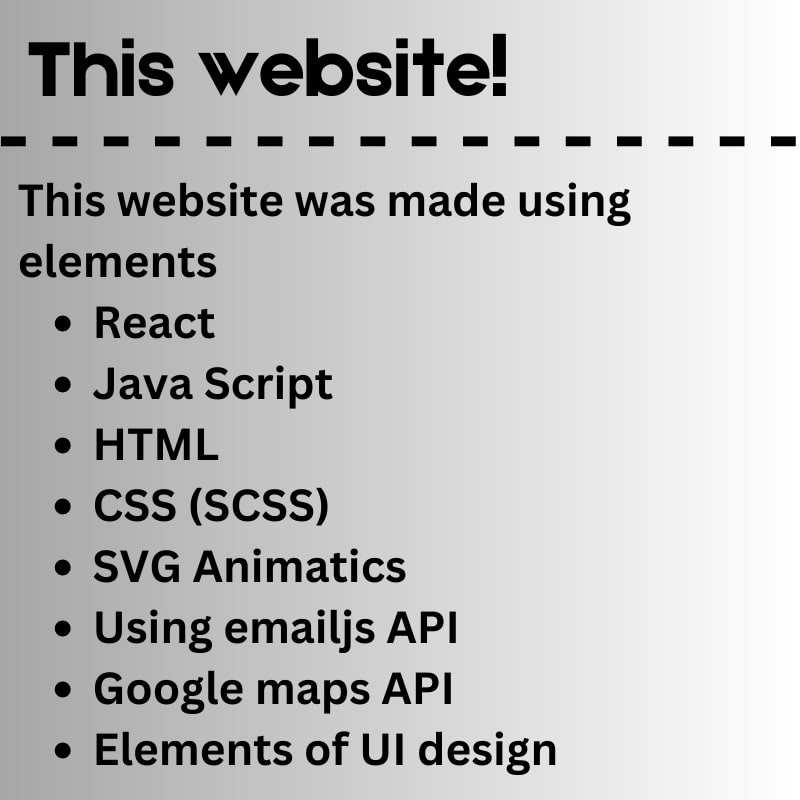 This website!
This website was made using
elements
• React
• Java Script
• HTML
• CSS (SCSS)
• SVG Animatics
• Using emailjs API
• Google maps API
• Elements of UI design